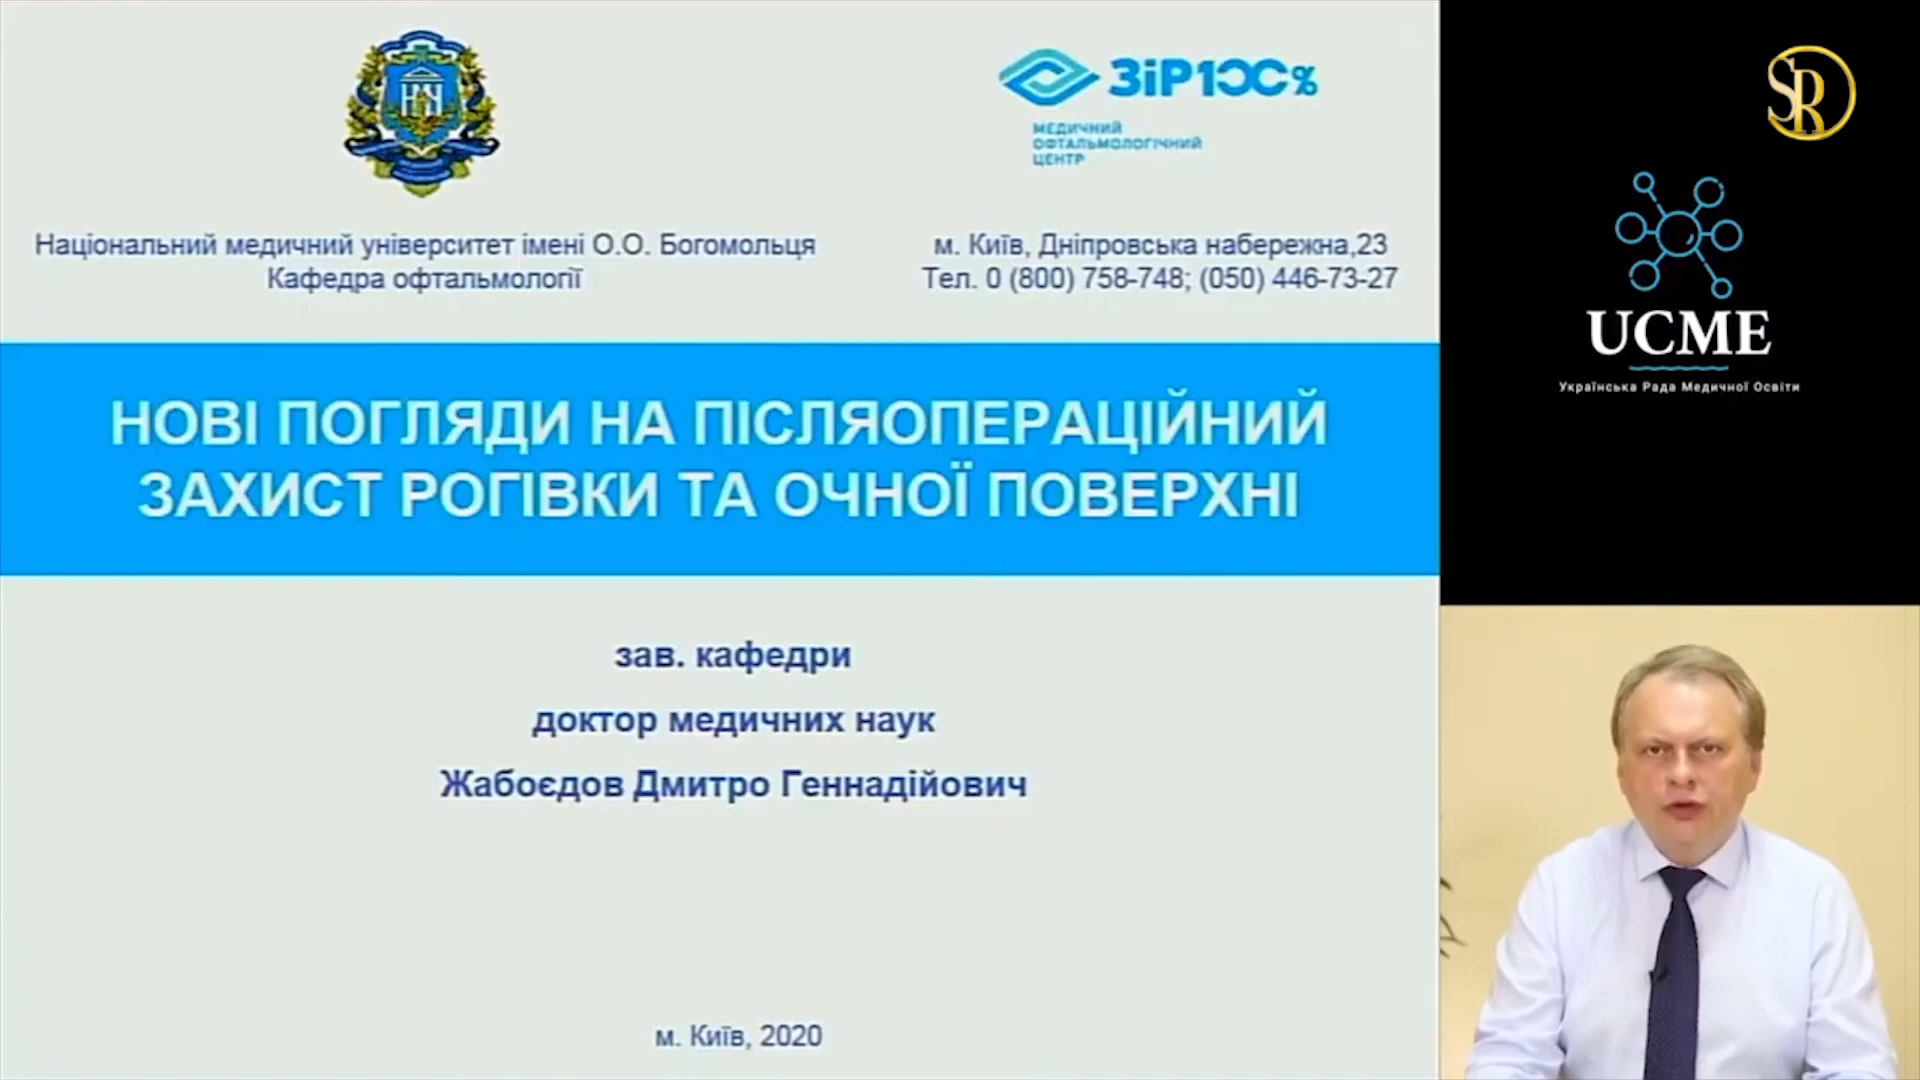 ЗІР100%
МЕДИЧНИЙ
ОФТАЛЬМОЛОГІЧНИЙ
ЦЕНТР
Національний медичний університет імені О.О. Богомольця
Кафедра офтальмології
м. Київ, Дніпровська набережна,23
Тел. 0 (800) 758-748; (050) 446-73-27
НОВІ ПОГЛЯДИ НА ПІСЛЯОПЕРАЦІЙНИЙ
ЗАХИСТ РОГІВКИ ТА ОЧНОЇ ПОВЕРХНІ
зав. кафедри
доктор медичних наук
Жабоєдов Дмитро Геннадійович
м. Київ, 2020
SR
UCME
Українська Рада Медичної Освіти